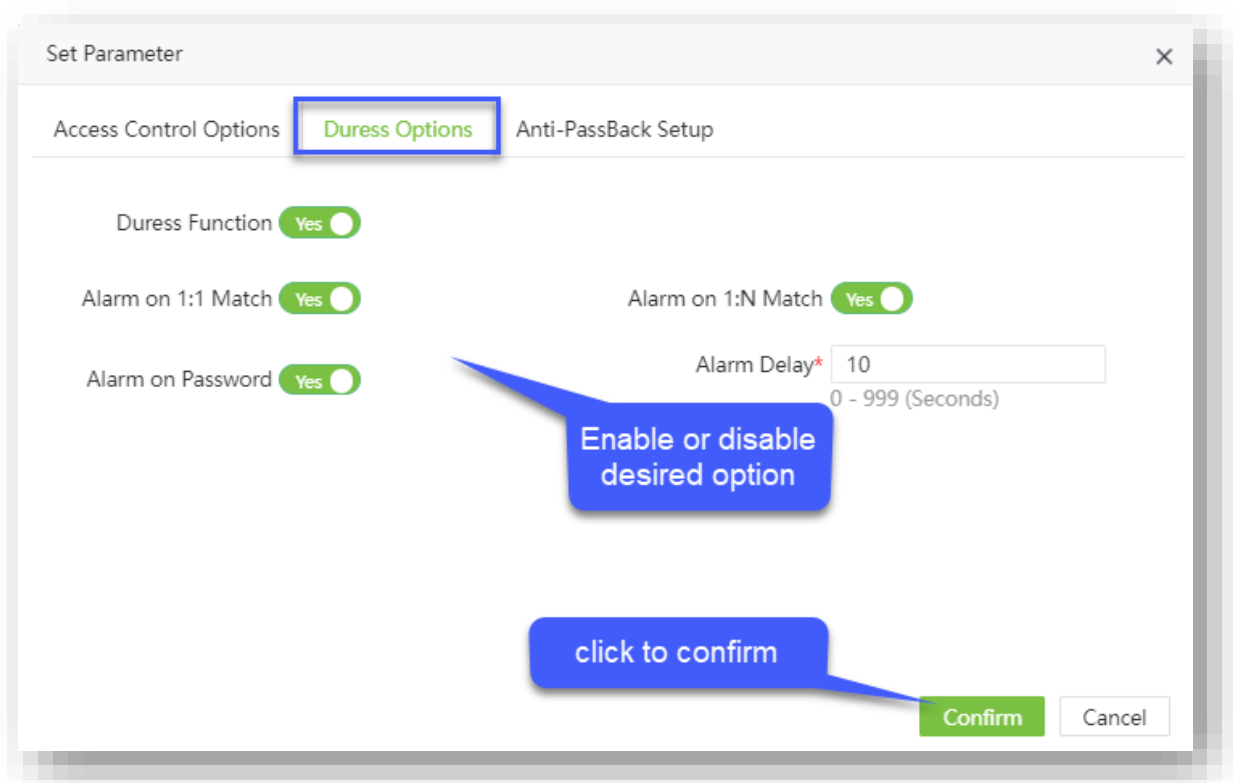 Set Parameter
Access Control Options Duress Options Anti-PassBack Setup
Duress Function Yes
Alarm on 1:1 Match Yes Alarm on 1:N Match Yes
Alarm on Password Yes Alarm Delay* 10
0 - 999 (Seconds)
Enable or disable
desired option
click to confirm
Confirm Cancel